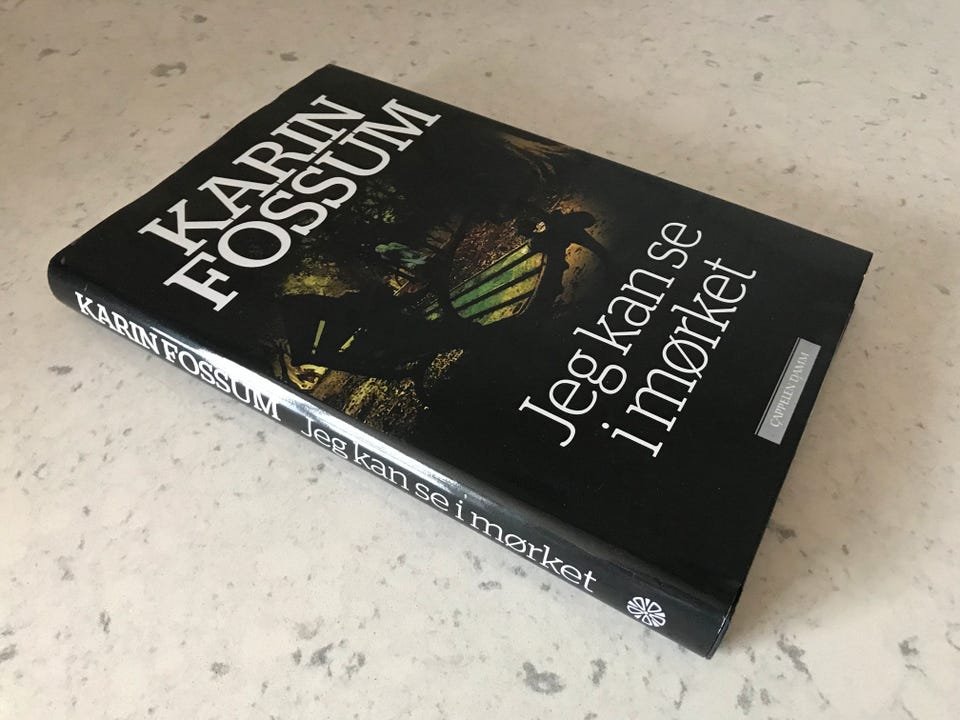 KARIN
FOSSUM
Jeg kan se
i mørket
CAPPELEN DAMM
KARIN FOSSUM Jeg kan se i mørket